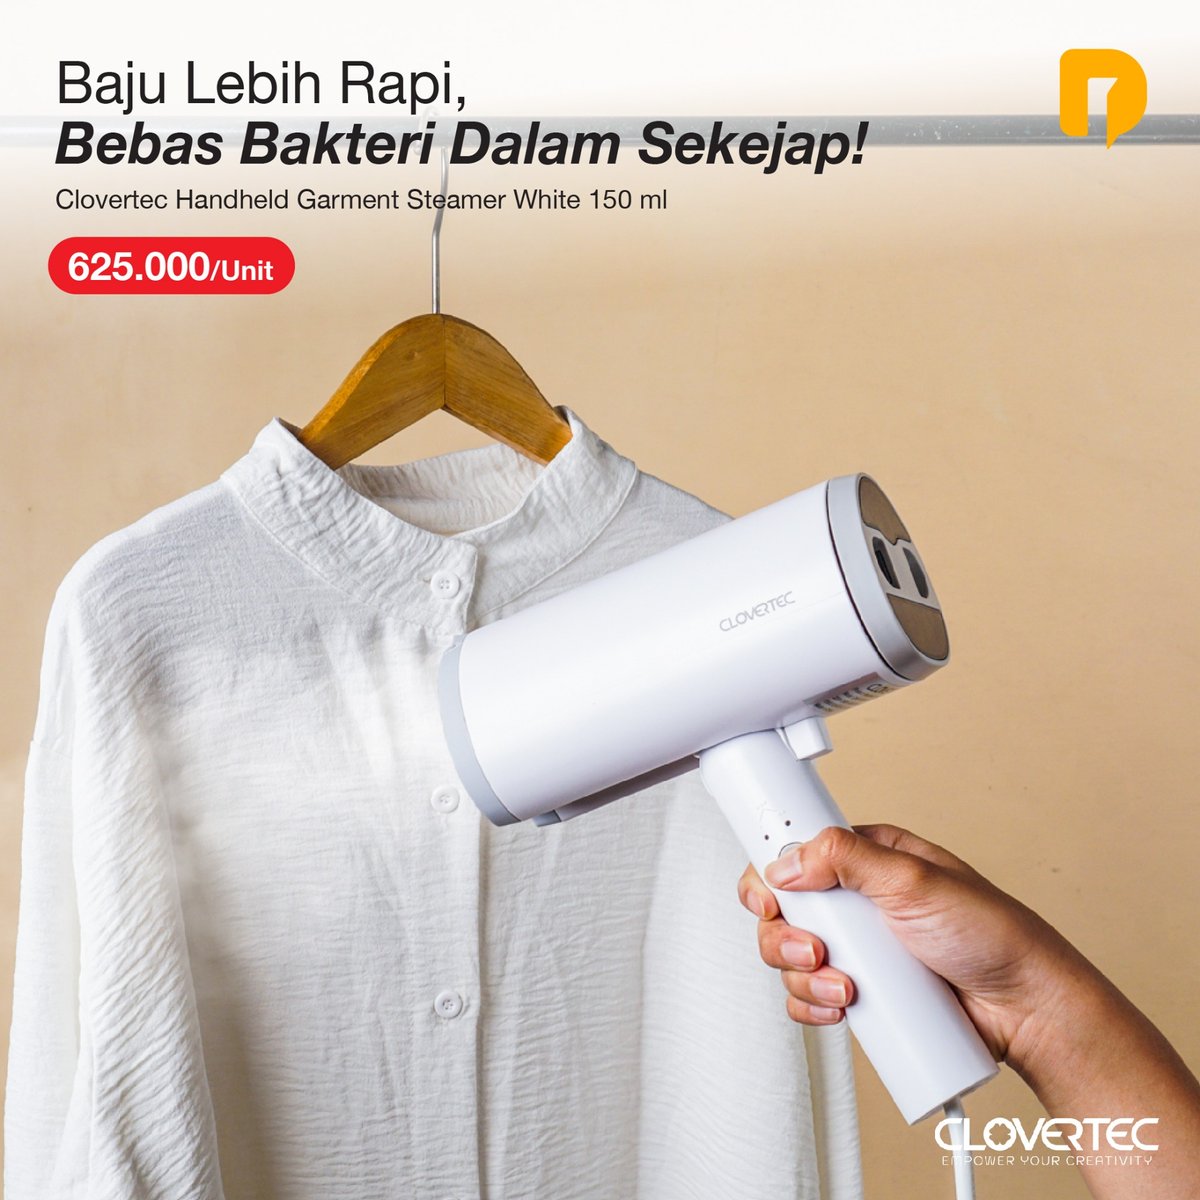 Baju Lebih Rapi,
Bebas Bakteri Dalam Sekejap!
Clovertec Handheld Garment Steamer White 150 ml
625.000/Unit
CLOVERTEC
CLOVERTEC
EMPOWER YOUR CREATIVITY